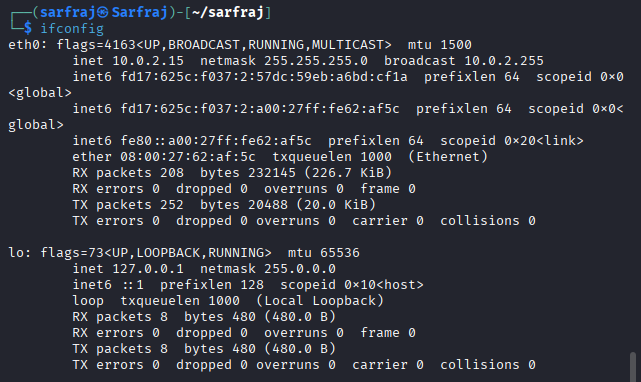 ┌──(sarfraj㉿Sarfraj)-[~/sarfraj]
└─$ ifconfig
eth0: flags=4163<UP,BROADCAST,RUNNING,MULTICAST>  mtu 1500
        inet 10.0.2.15  netmask 255.255.255.0  broadcast 10.0.2.255
        inet6 fd17:625c:f037:2:57dc:59eb:a6bd:cf1a  prefixlen 64  scopeid 0×0
<global>
        inet6 fd17:625c:f037:2:a00:27ff:fe62:af5c  prefixlen 64  scopeid 0×0<
global>
        inet6 fe80::a00:27ff:fe62:af5c  prefixlen 64  scopeid 0×20<link>
        ether 08:00:27:62:af:5c  txqueuelen 1000  (Ethernet)
        RX packets 208  bytes 232145 (226.7 KiB)
        RX errors 0  dropped 0  overruns 0  frame 0
        TX packets 252  bytes 20488 (20.0 KiB)
        TX errors 0  dropped 0 overruns 0  carrier 0  collisions 0

lo: flags=73<UP,LOOPBACK,RUNNING>  mtu 65536
        inet 127.0.0.1  netmask 255.0.0.0
        inet6 ::1  prefixlen 128  scopeid 0×10<host>
        loop  txqueuelen 1000  (Local Loopback)
        RX packets 8  bytes 480 (480.0 B)
        RX errors 0  dropped 0  overruns 0  frame 0
        TX packets 8  bytes 480 (480.0 B)
        TX errors 0  dropped 0 overruns 0  carrier 0  collisions 0